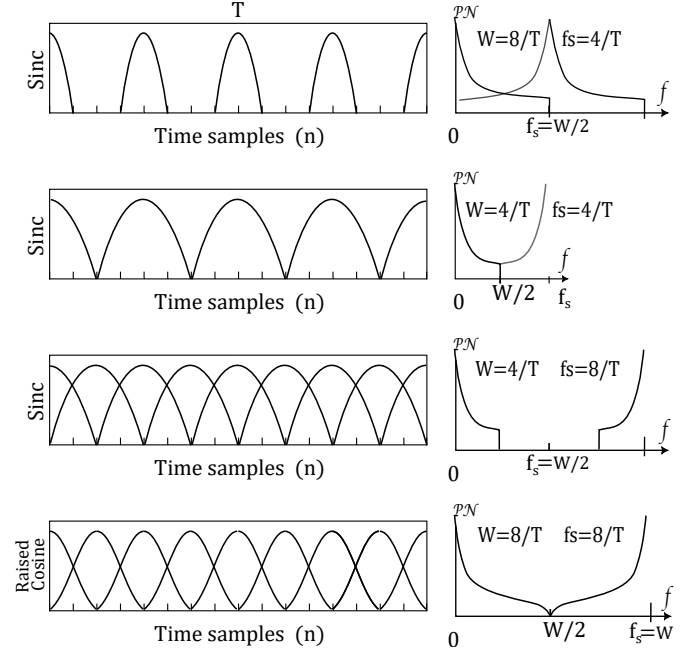 T
Sinc
Time samples (n)
PN
W=8/T fs=4/T
f
0
fs=W/2
Sinc
Time samples (n)
PN
W=4/T fs=4/T
f
0
W/2
fs
Sinc
Time samples (n)
PN
W=4/T fs=8/T
f
0
fs=W/2
Raised
Cosine
Time samples (n)
PN
W=8/T fs=8/T
f
0
W/2
fs=W